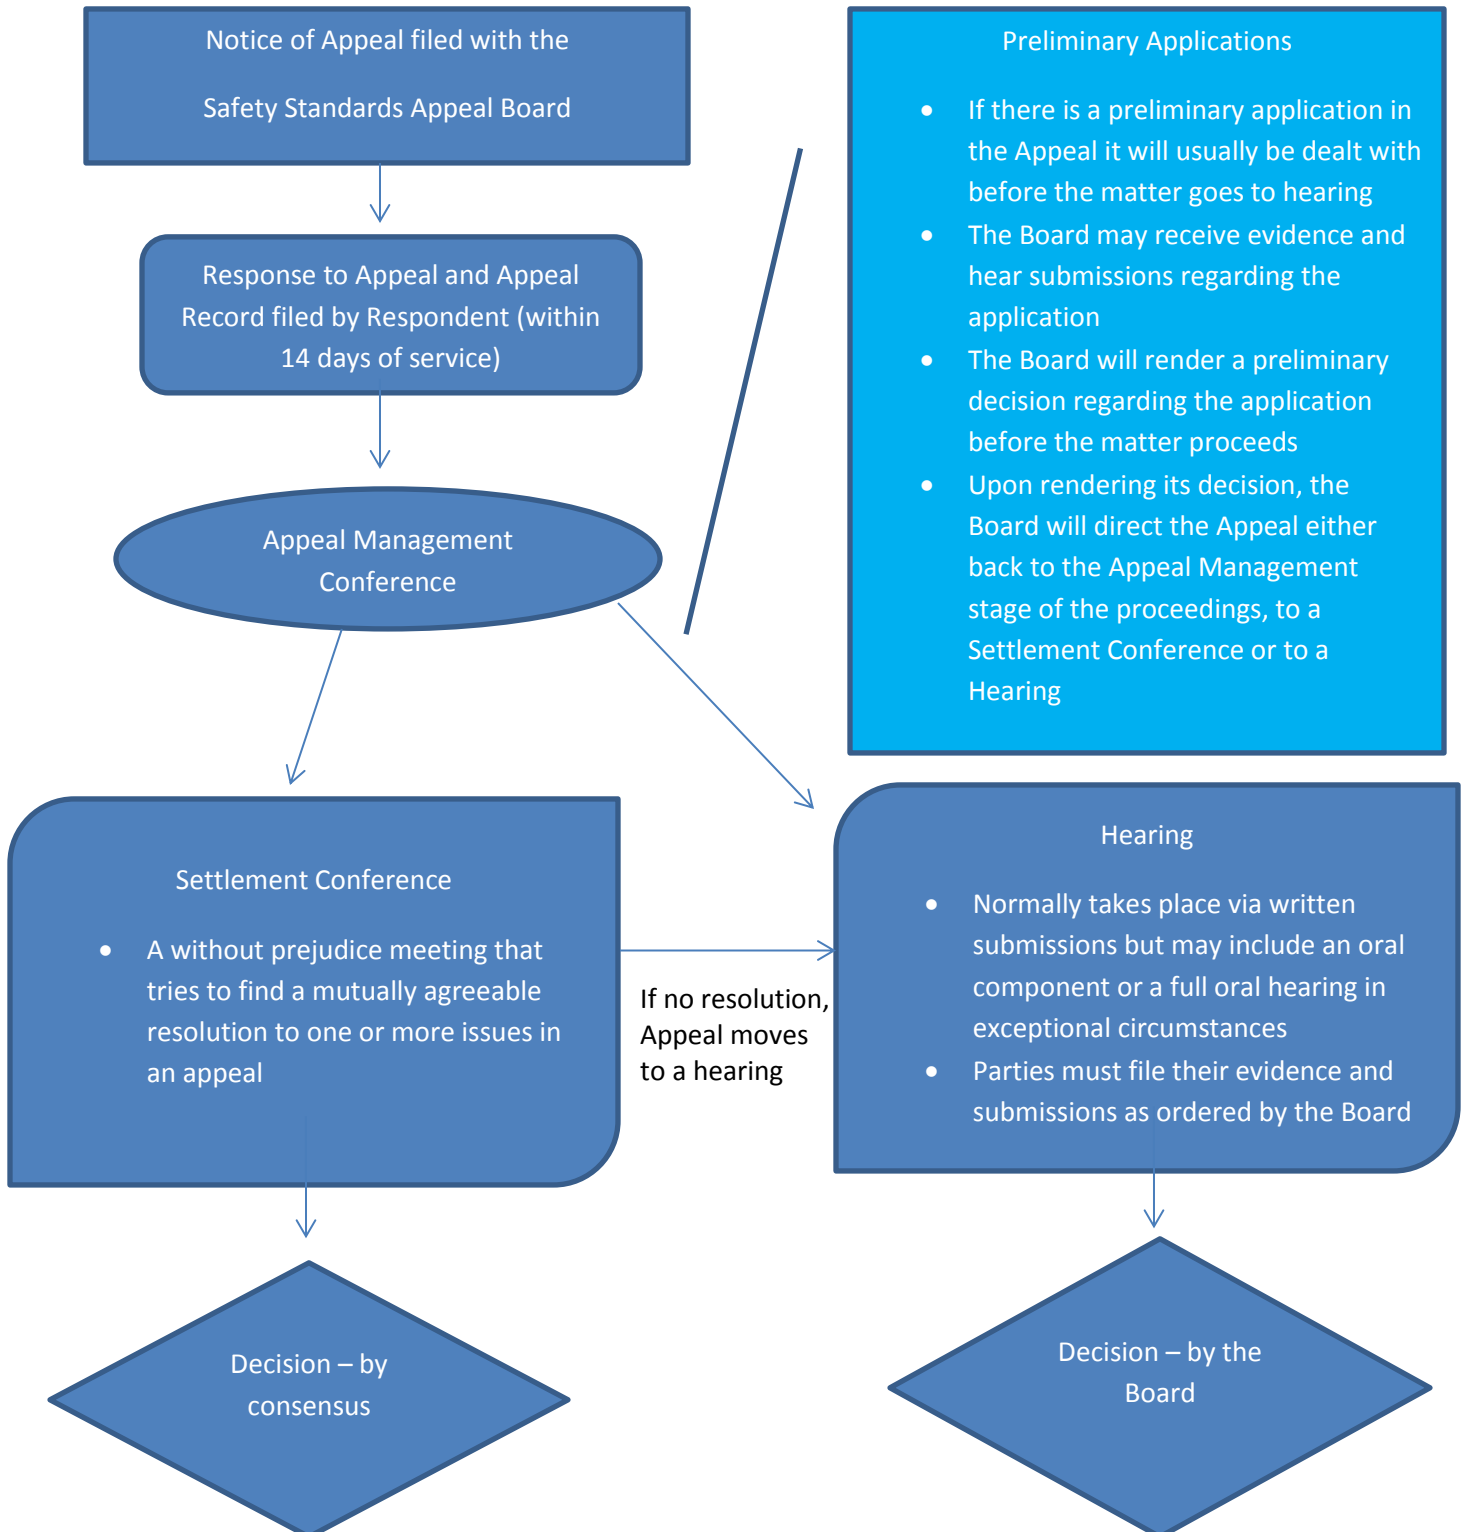 Notice of Appeal filed with the
Safety Standards Appeal Board
Response to Appeal and Appeal
Record filed by Respondent (within
14 days of service)
Appeal Management
Conference
Preliminary Applications
• If there is a preliminary application in
the Appeal it will usually be dealt with
before the matter goes to hearing
• The Board may receive evidence and
hear submissions regarding the
application
• The Board will render a preliminary
decision regarding the application
before the matter proceeds
• Upon rendering its decision, the
Board will direct the Appeal either
back to the Appeal Management
stage of the proceedings, to a
Settlement Conference or to a
Hearing
Settlement Conference
• A without prejudice meeting that
tries to find a mutually agreeable
resolution to one or more issues in
an appeal
If no resolution,
Appeal moves
to a hearing
Hearing
• Normally takes place via written
submissions but may include an oral
component or a full oral hearing in
exceptional circumstances
• Parties must file their evidence and
submissions as ordered by the Board
Decision – by
consensus
Decision – by the
Board